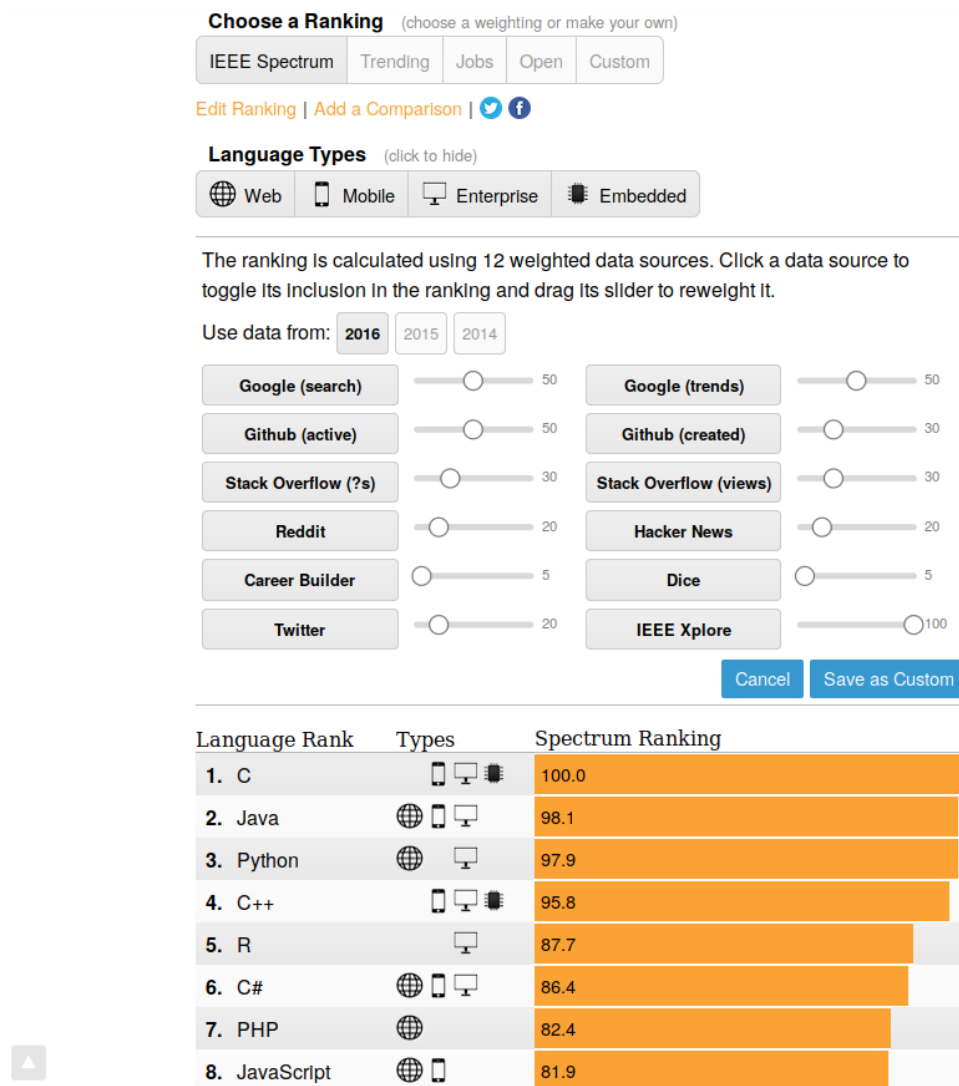 Choose a Ranking (choose a weighting or make your own)
IEEE Spectrum Trending Jobs Open Custom
Edit Ranking | Add a Comparison |
Language Types (click to hide)
Web Mobile Enterprise Embedded
The ranking is calculated using 12 weighted data sources. Click a data source to
toggle its inclusion in the ranking and drag its slider to reweight it.
Use data from: 2016 2015 2014
Google (search) 50 Google (trends) 50
Github (active) 50 Github (created) 30
Stack Overflow (?s) 30 Stack Overflow (views) 30
Reddit 20 Hacker News 20
Career Builder 5 Dice 5
Twitter 20 IEEE Xplore 100
Cancel Save as Custom
Language Rank Types Spectrum Ranking
1. C 100.0
2. Java 98.1
3. Python 97.9
4. C++ 95.8
5. R 87.7
6. C# 86.4
7. PHP 82.4
8. JavaScript 81.9